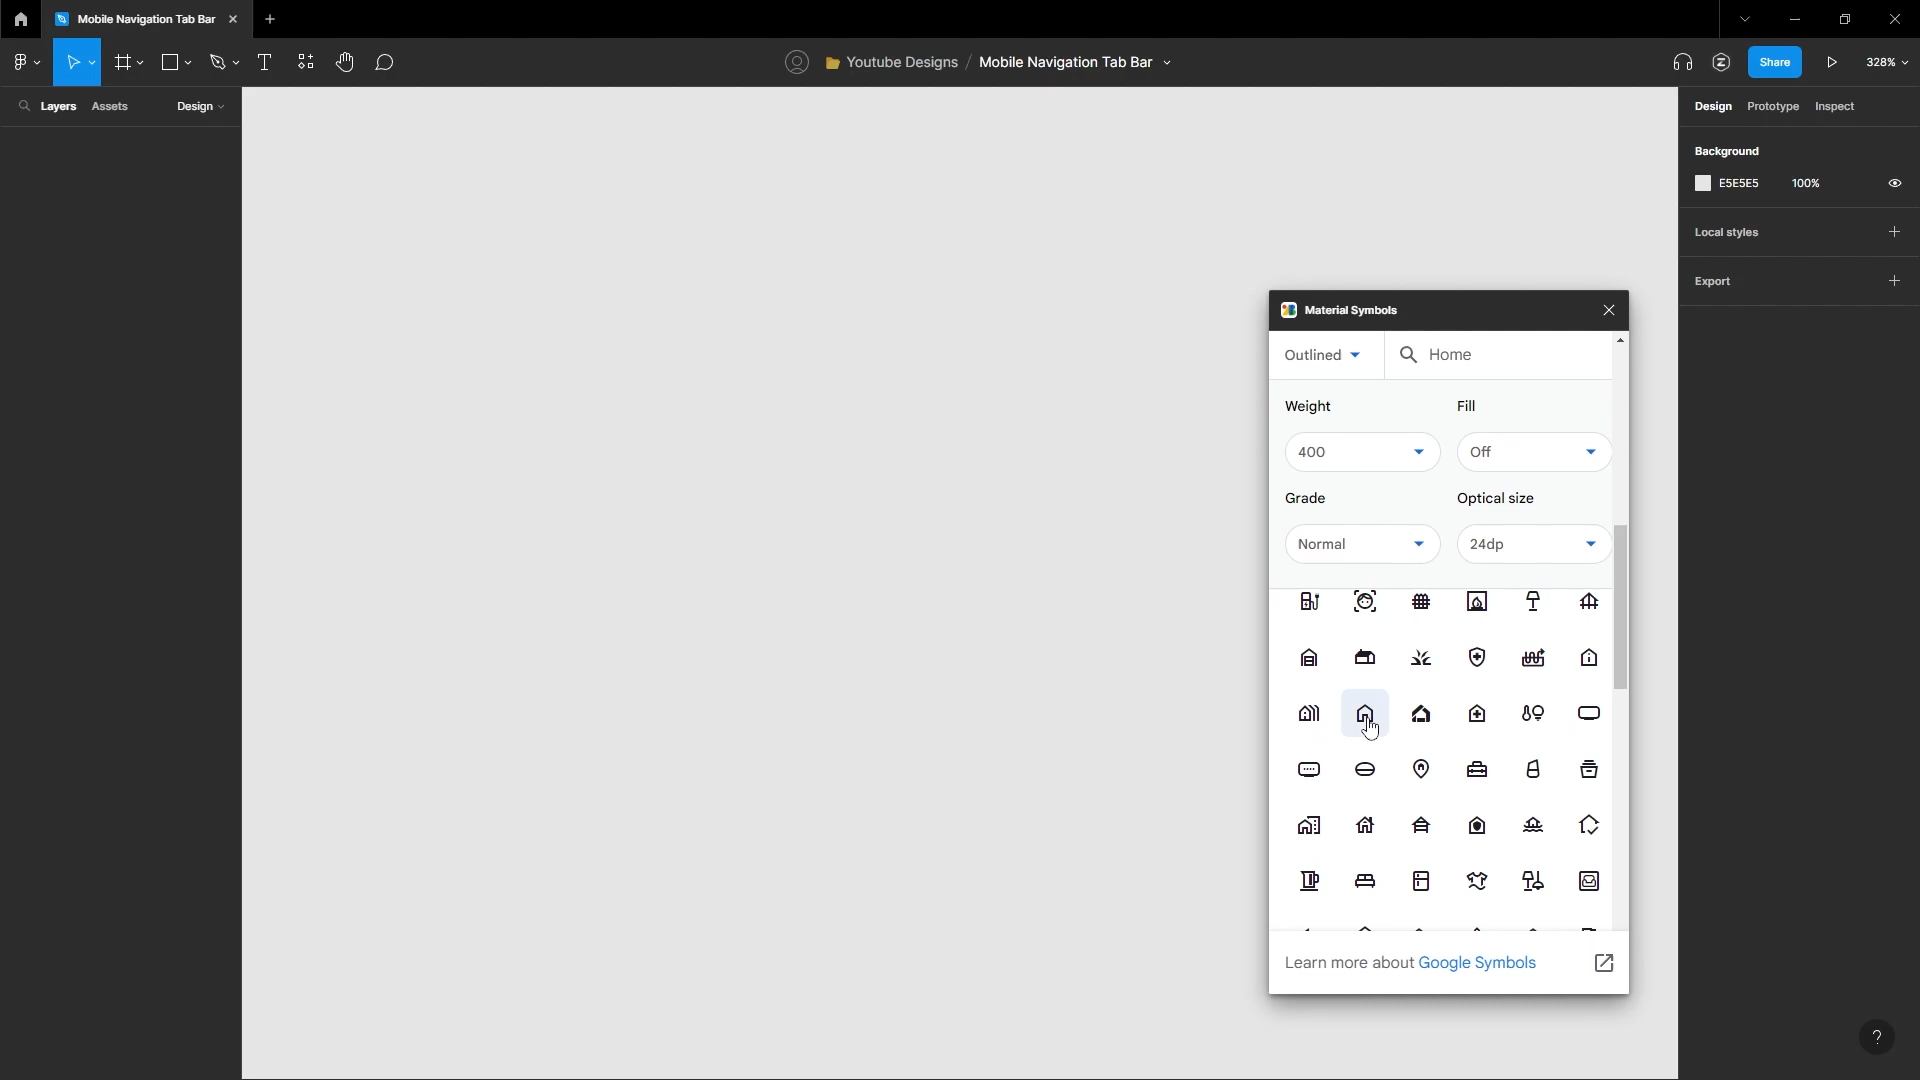 Mobile Navigation Tab Bar
Youtube Designs / Mobile Navigation Tab Bar
Share
328%
Layers
Assets
Design
Design
Prototype
Inspect
Background
E5E5E5
100%
Local styles
Export
Material Symbols
Outlined
Home
Weight
Fill
400
Off
Grade
Optical size
Normal
24dp
Learn more about Google Symbols
?